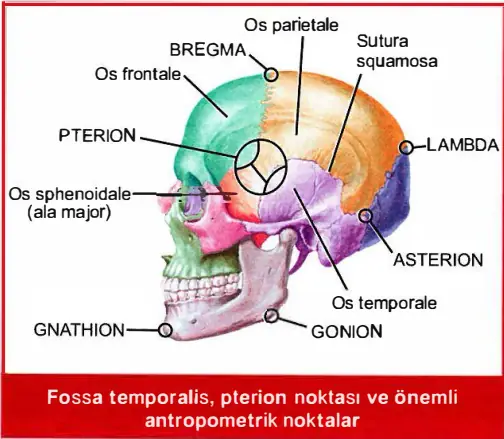 Os parietale
BREGMA
Sutura
squamosa
Os frontale
PTERION
LAMBDA
Os sphenoidale
(ala major)
ASTERION
Os temporale
GNATHION
GONION
Fossa temporalis, pterion noktası ve önemli
antropometrik noktalar